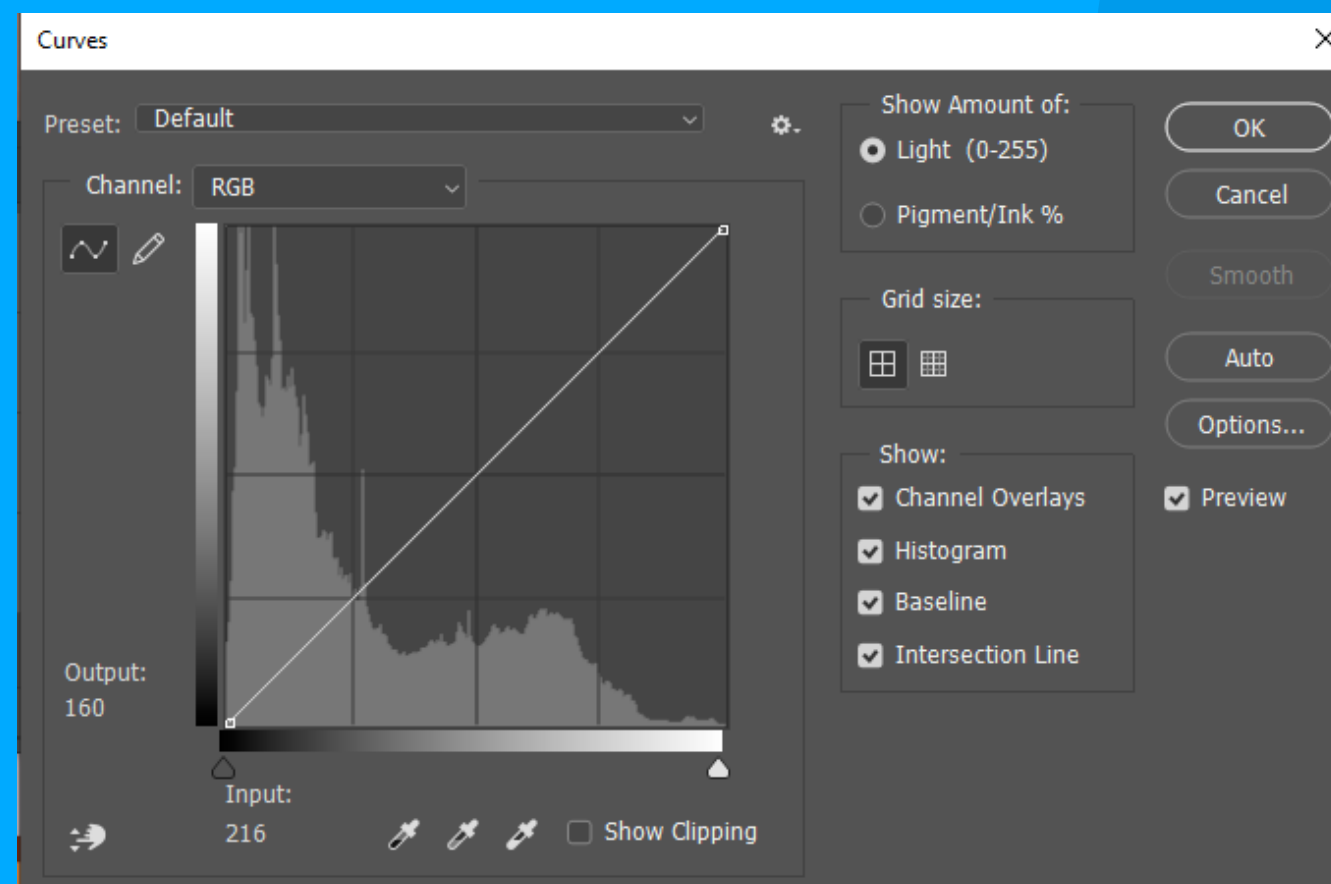 Curves
Preset: Default
Channel: RGB
Output:
160
Input:
216
Show Clipping
Show Amount of:
Light (0-255)
Pigment/Ink %
Grid size:
Show:
Channel Overlays
Histogram
Baseline
Intersection Line
OK
Cancel
Smooth
Auto
Options...
Preview